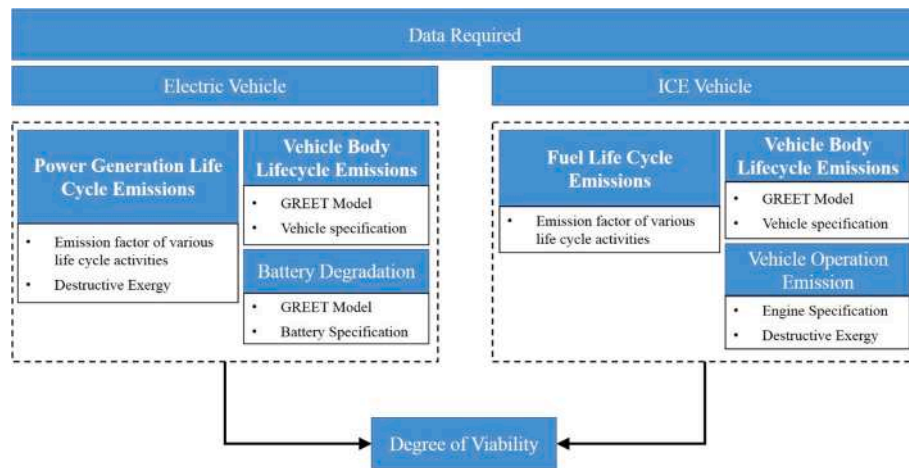 Data Required
Electric Vehicle
ICE Vehicle
Power Generation Life
Cycle Emissions
• Emission factor of various
life cycle activities
• Destructive Exergy
Vehicle Body
Lifecycle Emissions
• GREET Model
• Vehicle specification
Battery Degradation
• GREET Model
• Battery Specification
Fuel Life Cycle
Emissions
• Emission factor of various
life cycle activities
Vehicle Body
Lifecycle Emissions
• GREET Model
• Vehicle specification
Vehicle Operation
Emission
• Engine Specification
• Destructive Exergy
Degree of Viability